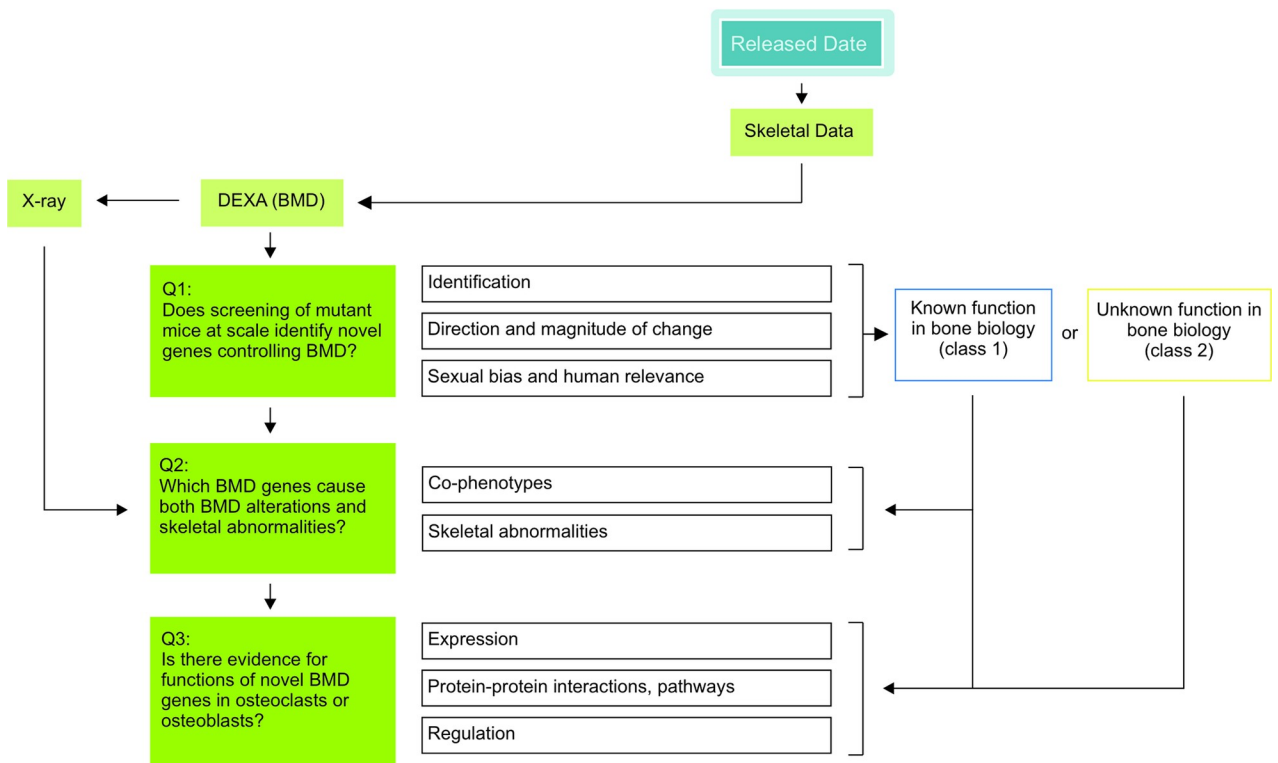 Released Date
Skeletal Data
X-ray
DEXA (BMD)
Q1:
Does screening of mutant
mice at scale identify novel
genes controlling BMD?
Identification
Direction and magnitude of change
Sexual bias and human relevance
Known function
in bone biology
(class 1)
or
Unknown function in
bone biology
(class 2)
Q2:
Which BMD genes cause
both BMD alterations and
skeletal abnormalities?
Co-phenotypes
Skeletal abnormalities
Q3:
Is there evidence for
functions of novel BMD
genes in osteoclasts or
osteoblasts?
Expression
Protein-protein interactions, pathways
Regulation